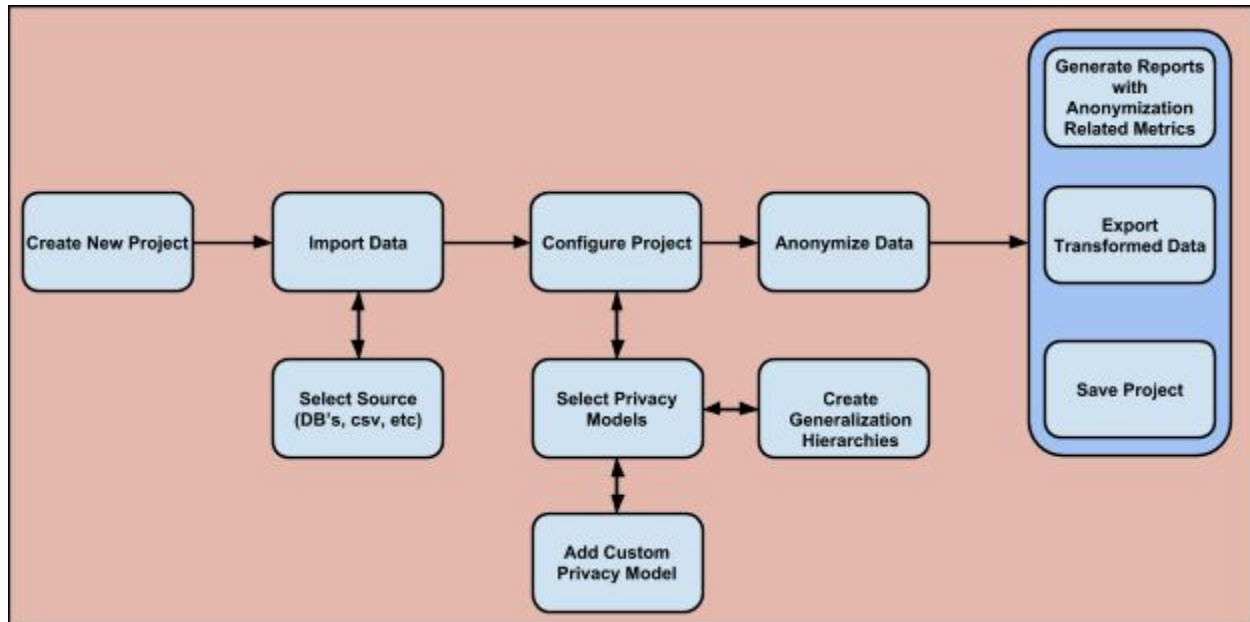 Generate Reports
with
Anonymization
Related Metrics
Create New Project
Import Data
Configure Project
Anonymize Data
Export
Transformed Data
Select Source
(DB's, csv, etc)
Select Privacy
Models
Create
Generalization
Hierarchies
Save Project
Add Custom
Privacy Model